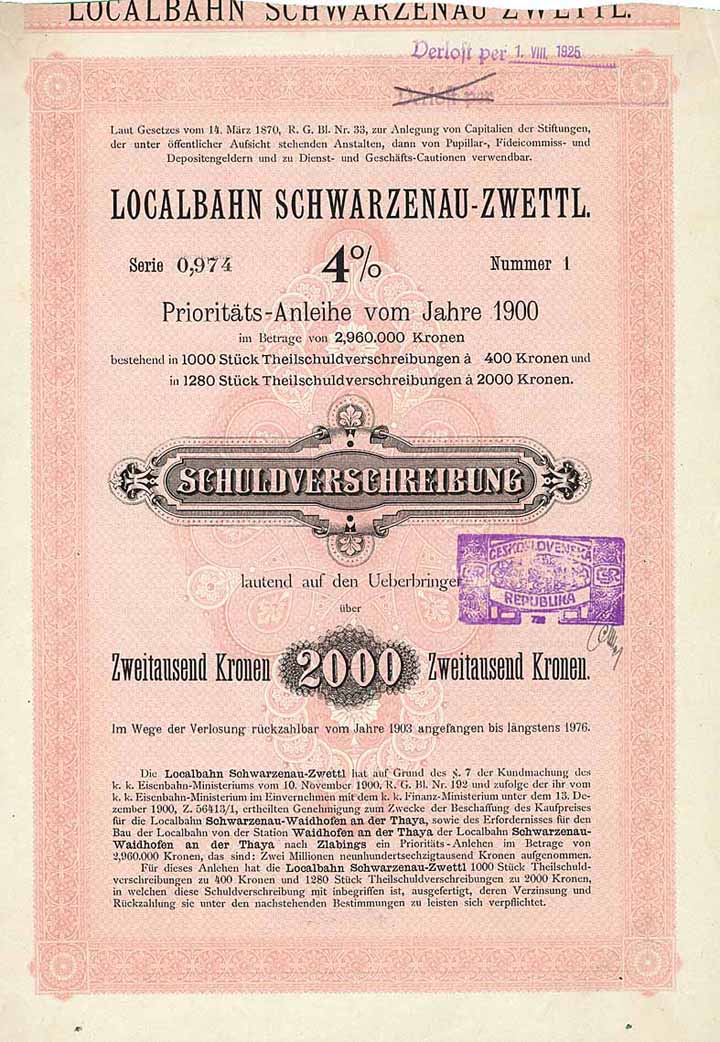 LOCALBAHN SCHWARZENAU ZWETTL.
Verlost per 1. VIII. 1925
Verlost per
Laut Gesetzes vom 14. März 1870, R. G. Bl. Nr. 33, zur Anlegung von Capitalien der Stiftungen,
der unter öffentlicher Aufsicht stehenden Anstalten, dann von Pupillar-, Fideicommiss- und
Depositengeldern und zu Dienst- und Geschäfts-Cautionen verwendbar.
LOCALBAHN SCHWARZENAU-ZWETTL.
Serie 0,974 4% Nummer 1
Prioritäts-Anleihe vom Jahre 1900
im Betrage von 2,960.000 Kronen
bestehend in 1000 Stück Theilschuldverschreibungen à 400 Kronen und
in 1280 Stück Theilschuldverschreibungen à 2000 Kronen.
SCHULDVERSCHREIBUNG
lautend auf den Ueberbringer
über
ČESKOSLOVENSKÁ
ČSR ČSR
REPUBLIKA
Zweitausend Kronen 2000 Zweitausend Kronen.
Im Wege der Verlosung rückzahlbar vom Jahre 1903 angefangen bis längstens 1976.
Die Localbahn Schwarzenau-Zwettl hat auf Grund des §. 7 der Kundmachung des
k. k. Eisenbahn-Ministeriums vom 10. November 1900, R. G. Bl. Nr. 192 und zufolge der ihr vom
k. k. Eisenbahn-Ministerium im Einvernehmen mit dem k. k. Finanz-Ministerium unter dem 13. De-
zember 1900, Z. 56413/1, ertheilten Genehmigung zum Zwecke der Beschaffung des Kaufpreises
für die Localbahn Schwarzenau-Waidhofen an der Thaya, sowie des Erfordernisses für den
Bau der Localbahn von der Station Waidhofen an der Thaya der Localbahn Schwarzenau-
Waidhofen an der Thaya nach Zlabings ein Prioritäts-Anlehen im Betrage von
2,960.000 Kronen, das sind: Zwei Millionen neunhundertsechzigtausend Kronen aufgenommen.
Für dieses Anlehen hat die Localbahn Schwarzenau-Zwettl 1000 Stück Theilschuld-
verschreibungen zu 400 Kronen und 1280 Stück Theilschuldverschreibungen zu 2000 Kronen,
in welchen diese Schuldverschreibung mit inbegriffen ist, ausgefertigt, deren Verzinsung und
Rückzahlung sie unter den nachstehenden Bestimmungen zu leisten sich verpflichtet.